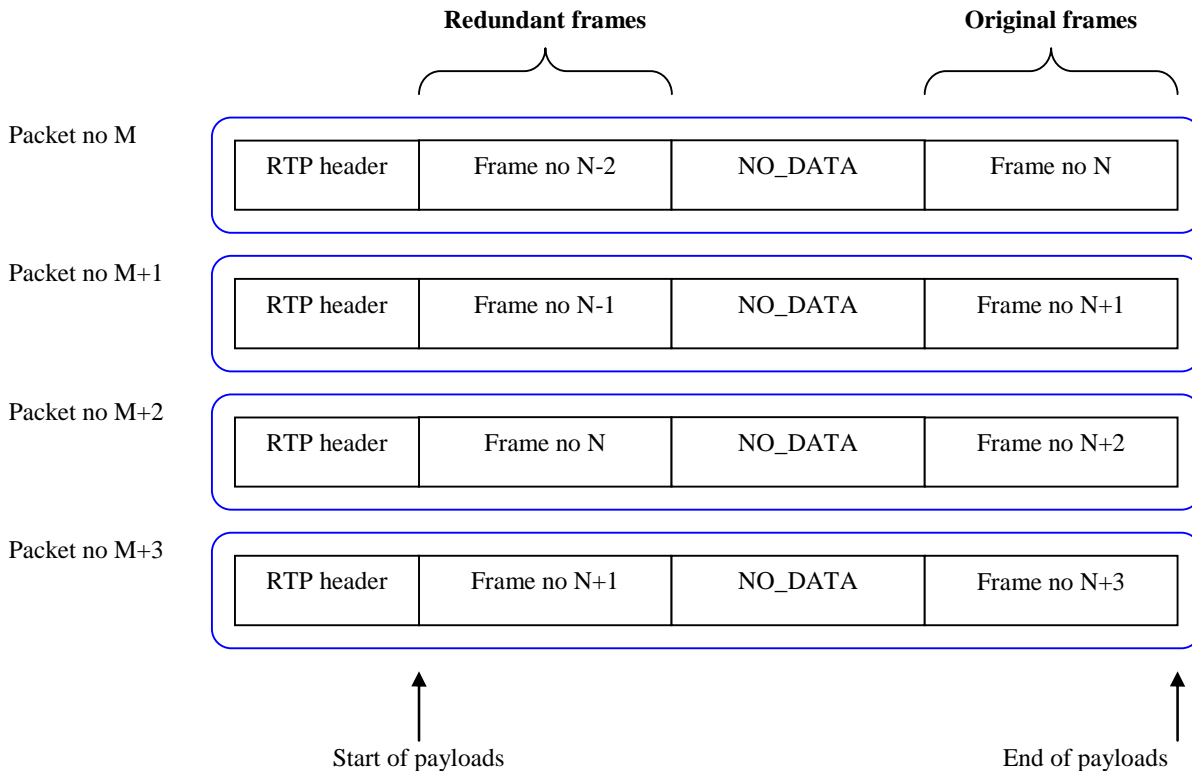 Redundant frames Original frames
Packet no M
RTP header Frame no N-2 NO_DATA Frame no N
Packet no M+1
RTP header Frame no N-1 NO_DATA Frame no N+1
Packet no M+2
RTP header Frame no N NO_DATA Frame no N+2
Packet no M+3
RTP header Frame no N+1 NO_DATA Frame no N+3
Start of payloads End of payloads